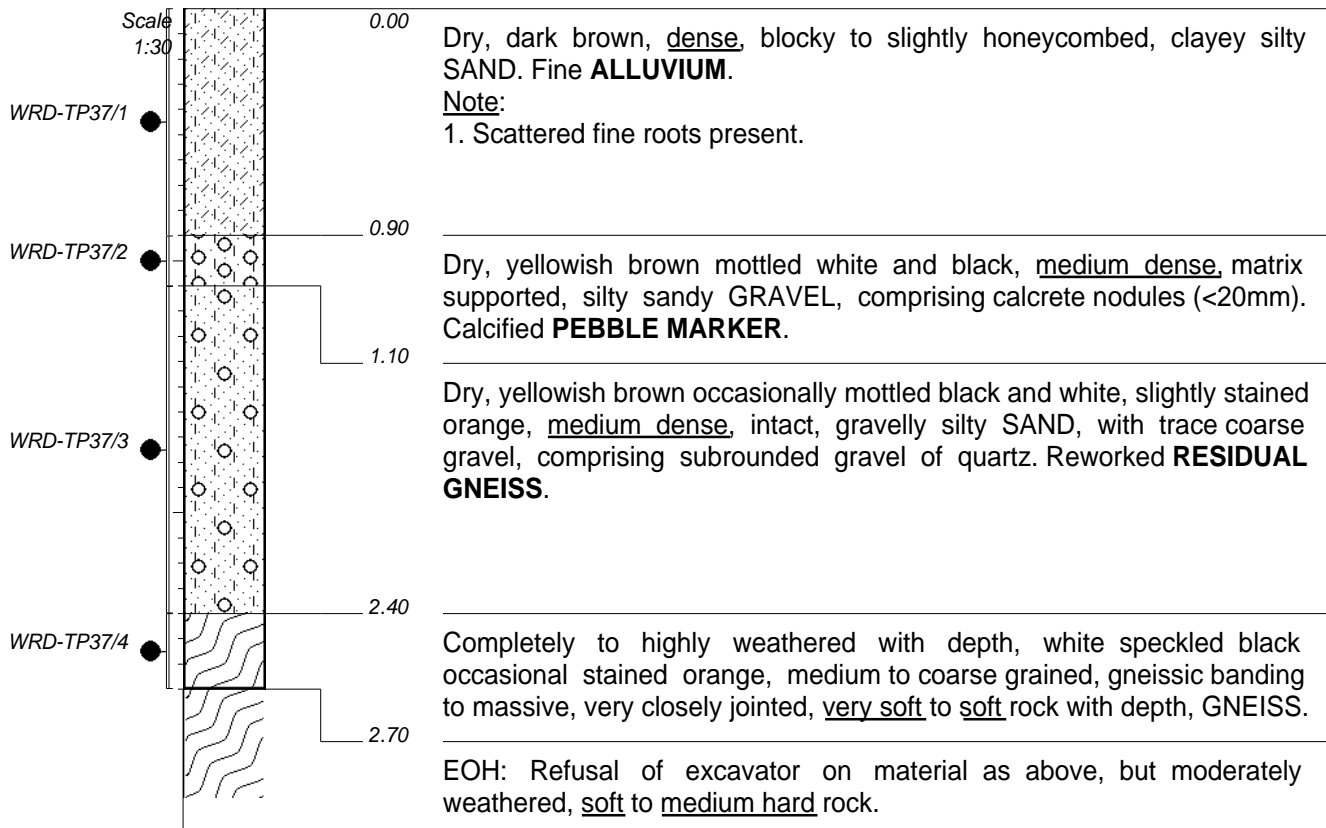 Scale
1:30
0.00
Dry, dark brown, dense, blocky to slightly honeycombed, clayey silty
SAND. Fine ALLUVIUM.
Note:
1. Scattered fine roots present.
WRD-TP37/1
0.90
WRD-TP37/2
Dry, yellowish brown mottled white and black, medium dense, matrix
supported, silty sandy GRAVEL, comprising calcrete nodules (<20mm).
Calcified PEBBLE MARKER.
1.10
Dry, yellowish brown occasionally mottled black and white, slightly stained
orange, medium dense, intact, gravelly silty SAND, with trace coarse
gravel, comprising subrounded gravel of quartz. Reworked RESIDUAL
GNEISS.
WRD-TP37/3
2.40
WRD-TP37/4
Completely to highly weathered with depth, white speckled black
occasional stained orange, medium to coarse grained, gneissic banding
to massive, very closely jointed, very soft to soft rock with depth, GNEISS.
2.70
EOH: Refusal of excavator on material as above, but moderately
weathered, soft to medium hard rock.